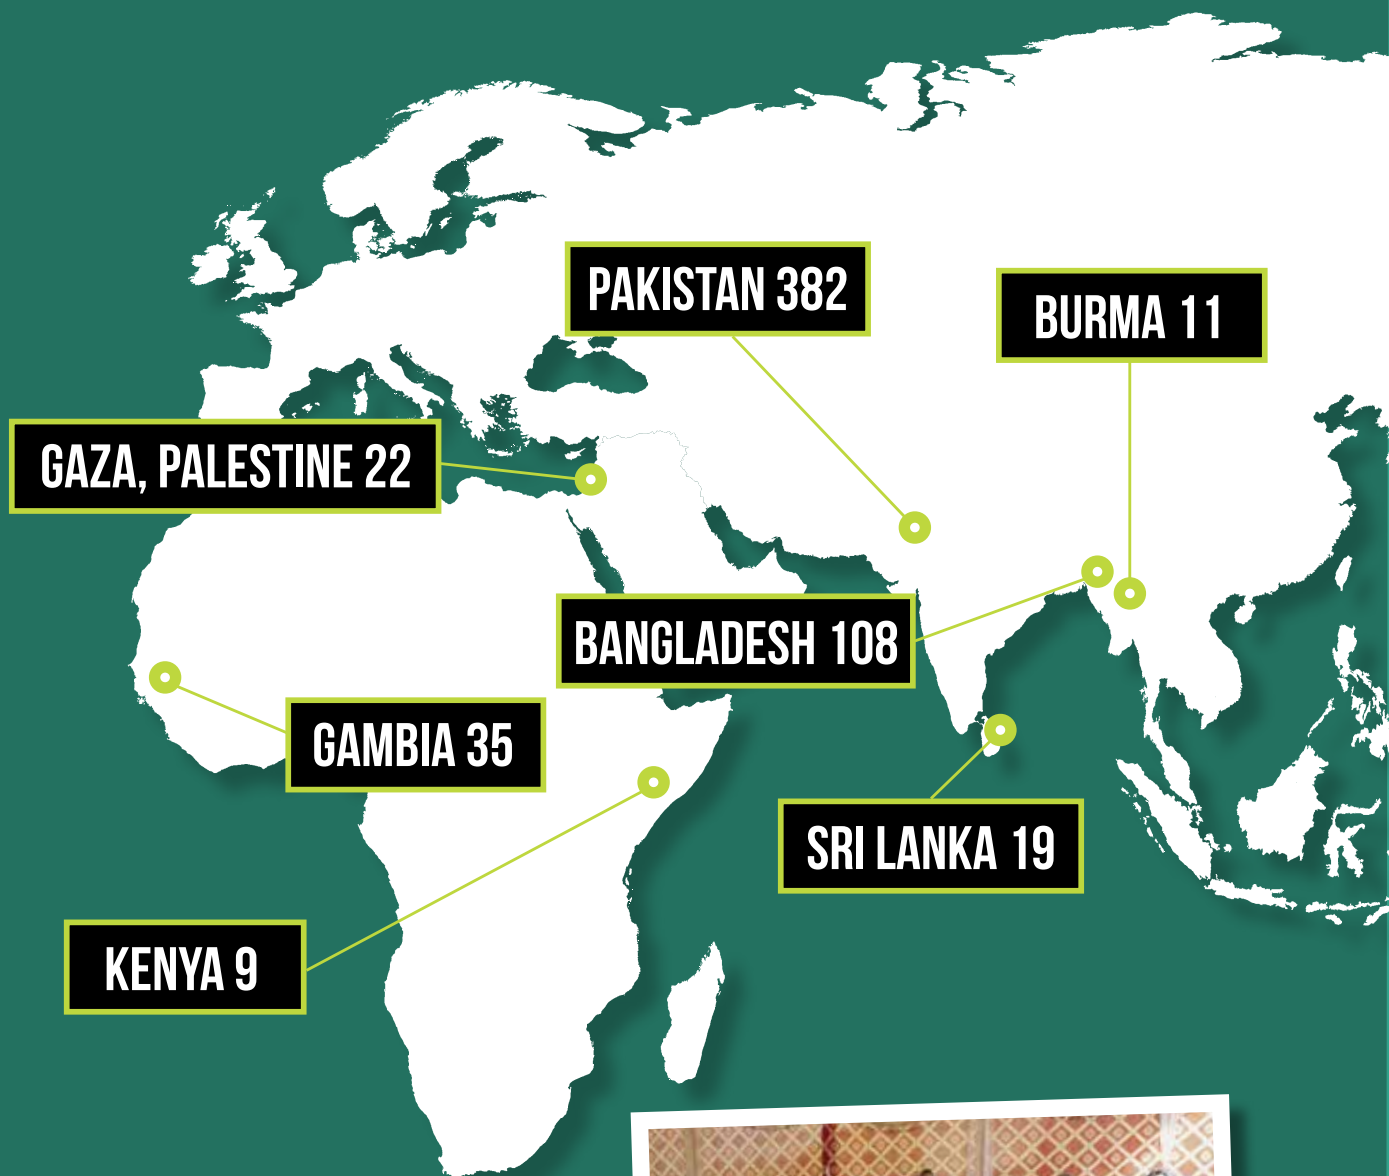 PAKISTAN 382
BURMA 11
GAZA, PALESTINE 22
BANGLADESH 108
GAMBIA 35
SRI LANKA 19
KENYA 9